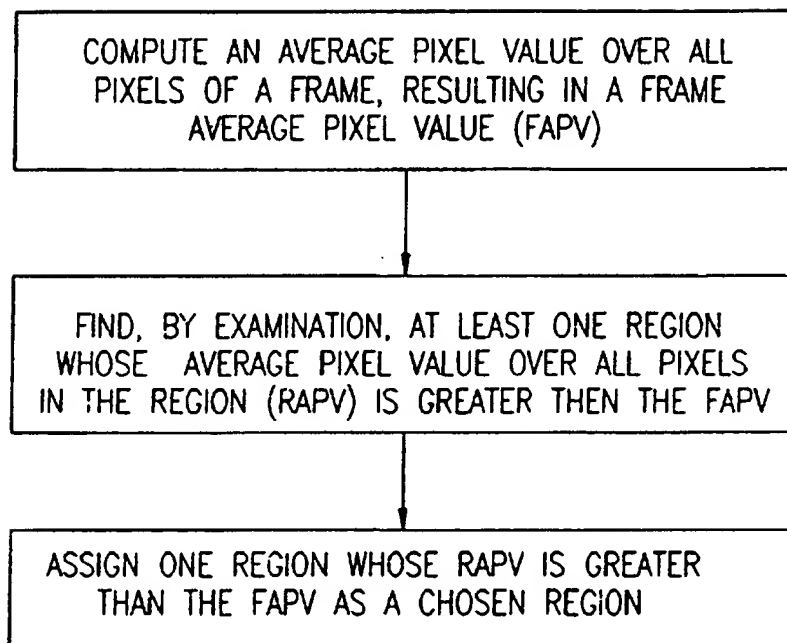 COMPUTE AN AVERAGE PIXEL VALUE OVER ALL
PIXELS OF A FRAME, RESULTING IN A FRAME
AVERAGE PIXEL VALUE (FAPV)
FIND, BY EXAMINATION, AT LEAST ONE REGION
WHOSE AVERAGE PIXEL VALUE OVER ALL PIXELS
IN THE REGION (RAPV) IS GREATER THEN THE FAPV
ASSIGN ONE REGION WHOSE RAPV IS GREATER
THAN THE FAPV AS A CHOSEN REGION